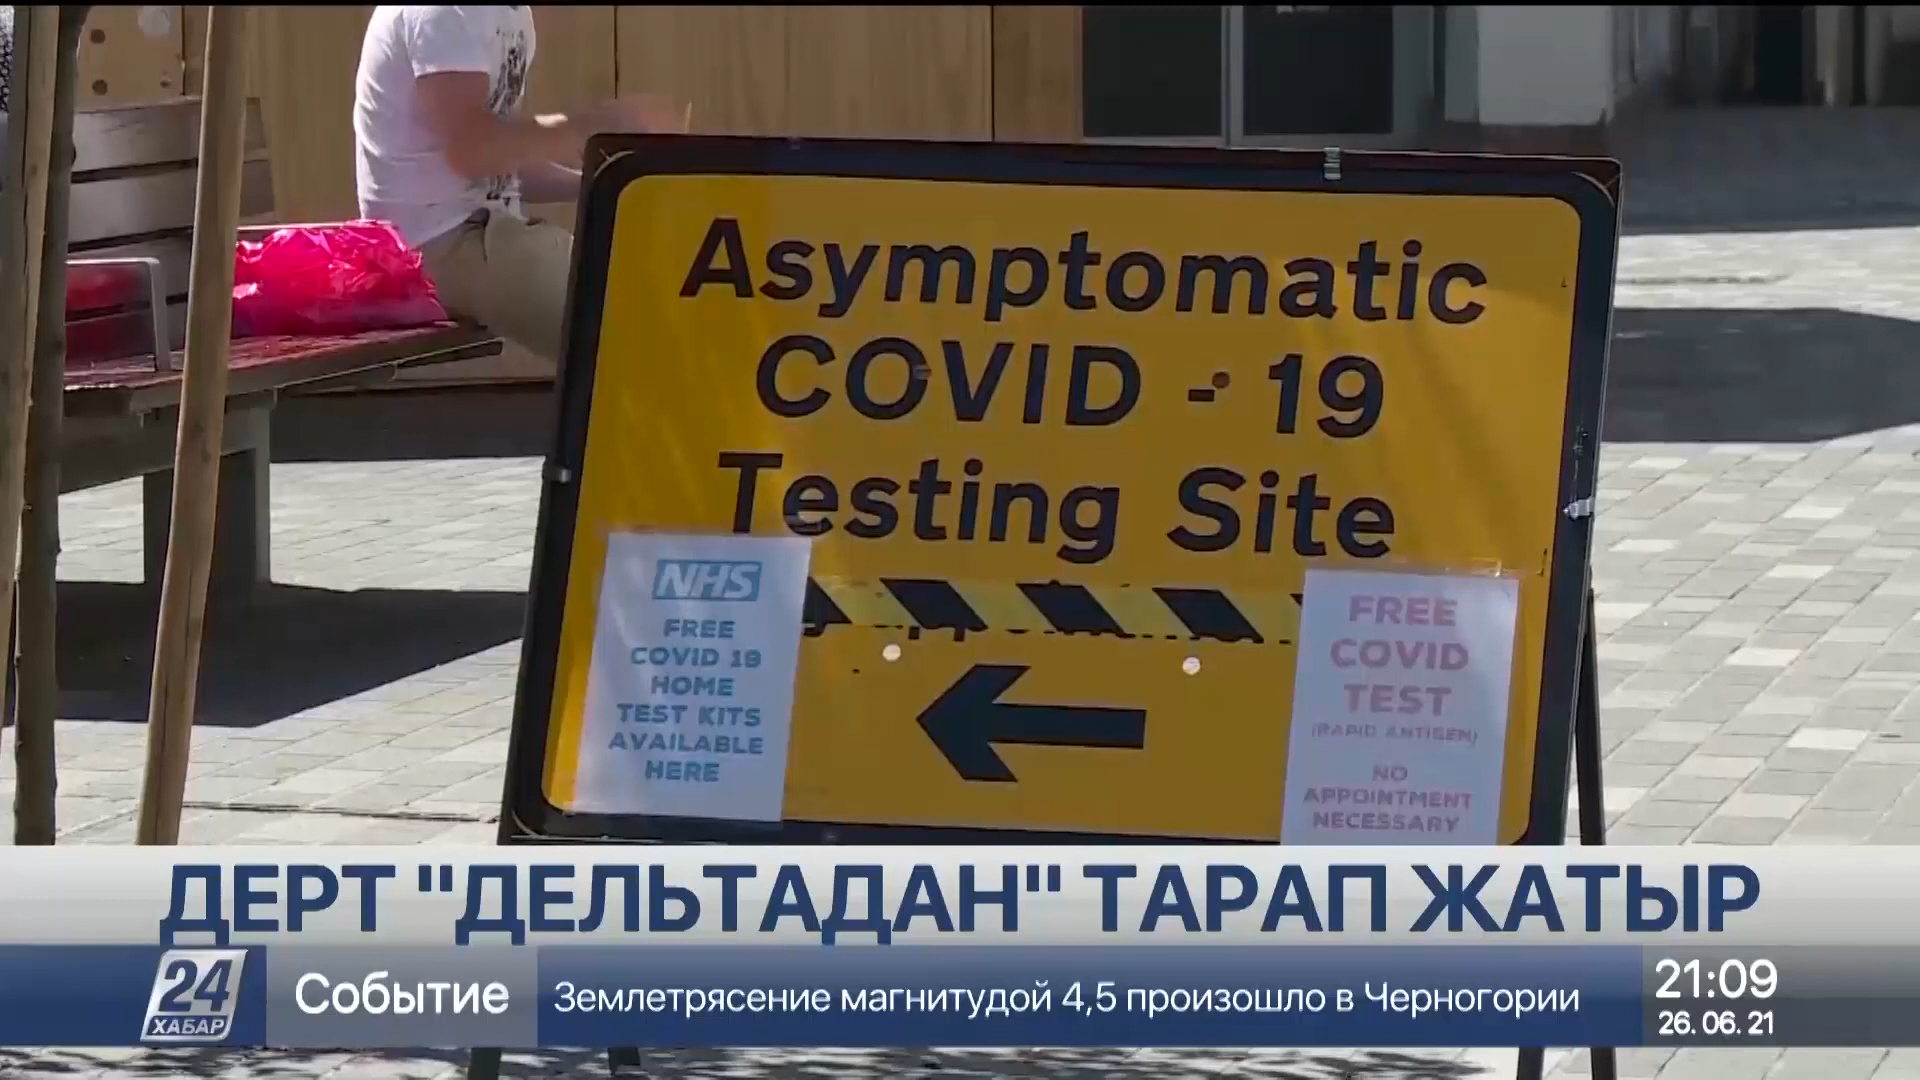 Asymptomatic
COVID - 19
Testing Site
NHS
FREE
COVID 19
HOME
TEST KITS
AVAILABLE
HERE
FREE
COVID
TEST
(RAPID ANTIGEN)
NO
APPOINTMENT
NECESSARY
ДЕРТ "ДЕЛЬТАДАН" ТАРАП ЖАТЫР
24
ХАБАР
Событие
Землетрясение магнитудой 4,5 произошло в Черногории
21:09
26. 06. 21